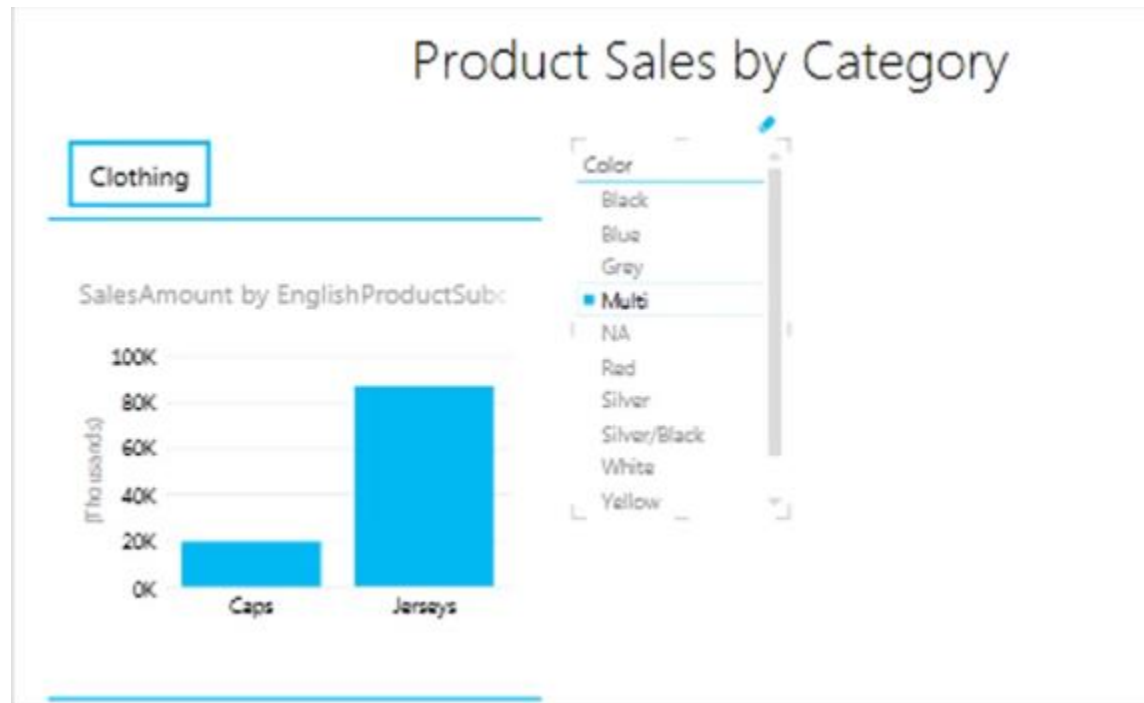 Product Sales by Category
Clothing
SalesAmount by EnglishProductSubc
(Thousands)
100K
80K
60K
40K
20K
0K
Caps Jerseys
Color
Black
Blue
Grey
Multi
NA
Red
Silver
Silver/Black
White
Yellow